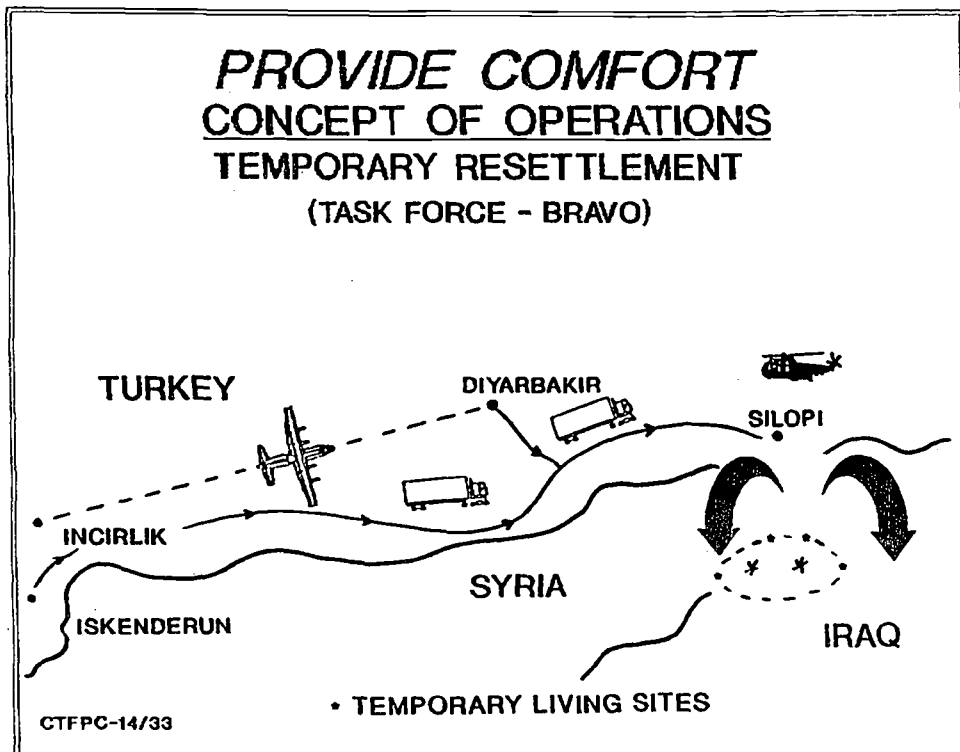 PROVIDE COMFORT
CONCEPT OF OPERATIONS
TEMPORARY RESETTLEMENT
(TASK FORCE - BRAVO)
TURKEY
DIYARBAKIR
SILOPI
INCIRLIK
SYRIA
ISKENDERUN
IRAQ
* TEMPORARY LIVING SITES
CTFPC-14/33